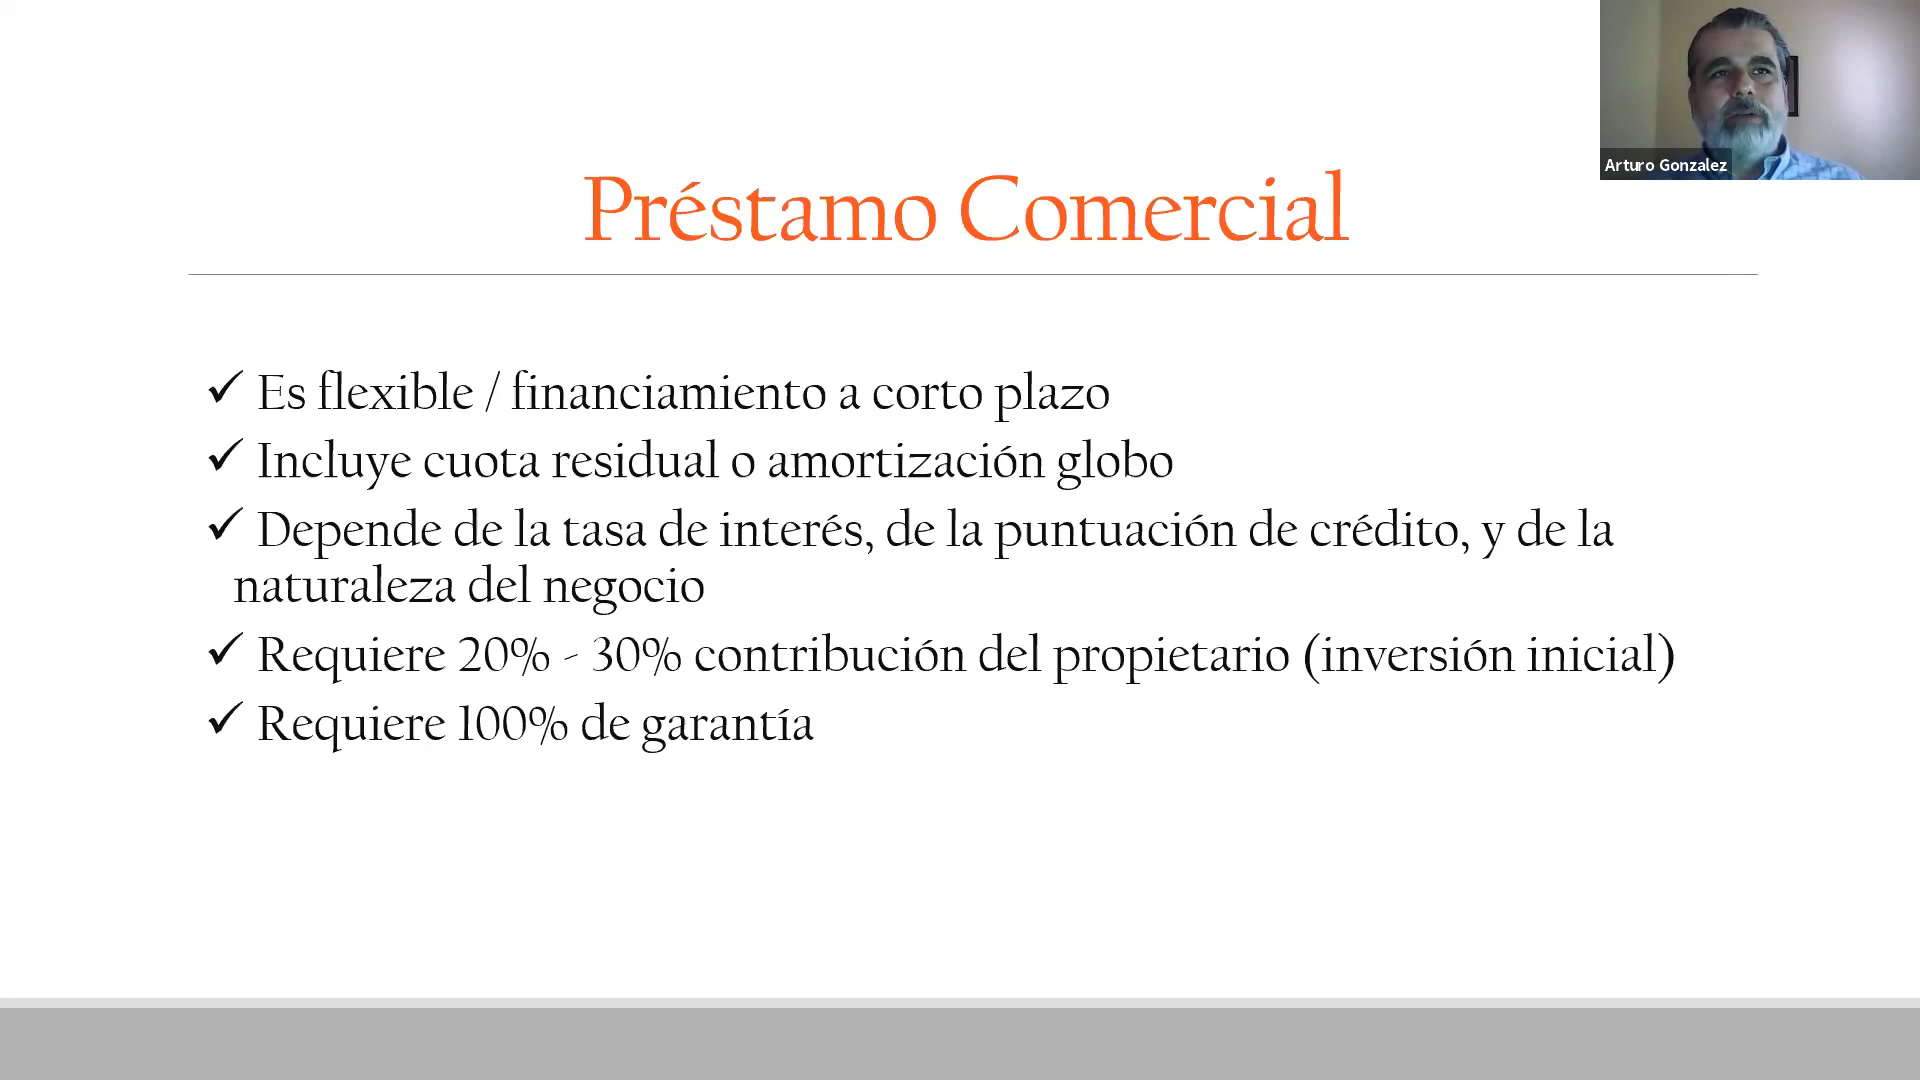 Arturo Gonzalez
Préstamo Comercial
✓ Es flexible / financiamiento a corto plazo
✓ Incluye cuota residual o amortización globo
✓ Depende de la tasa de interés, de la puntuación de crédito, y de la
naturaleza del negocio
✓ Requiere 20% - 30% contribución del propietario (inversión inicial)
✓ Requiere 100% de garantía